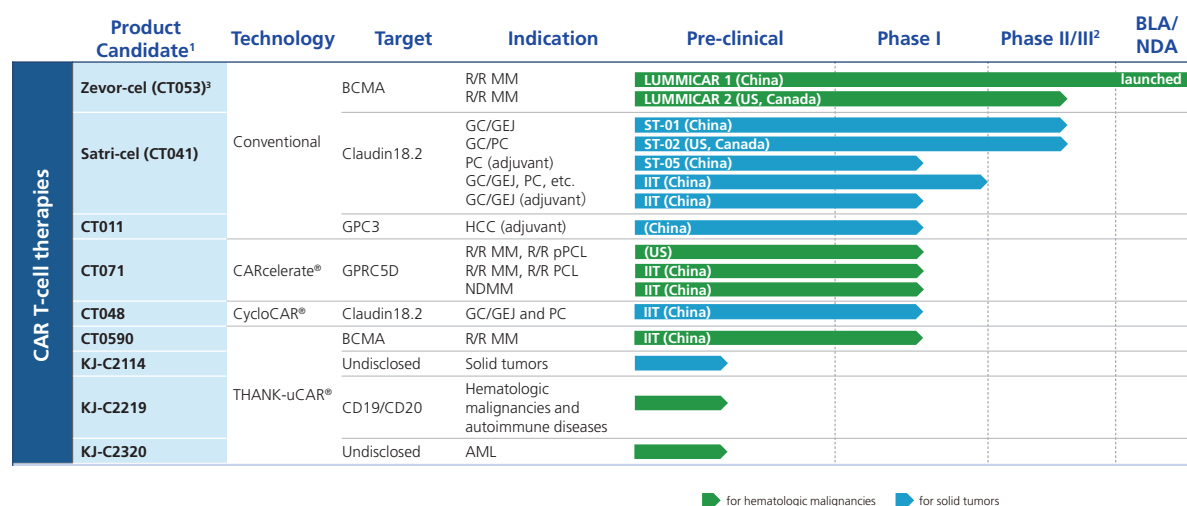 Product Candidate¹ Technology Target Indication Pre-clinical Phase I Phase II/III² BLA/NDA
CAR T-cell therapies
Zevor-cel (CT053)³ Conventional BCMA R/R MM LUMMICAR 1 (China) launched
R/R MM LUMMICAR 2 (US, Canada)
Satri-cel (CT041) Claudin18.2 GC/GEJ ST-01 (China)
GC/PC ST-02 (US, Canada)
PC (adjuvant) ST-05 (China)
GC/GEJ, PC, etc. IIT (China)
GC/GEJ (adjuvant) IIT (China)
CT011 GPC3 HCC (adjuvant) (China)
CT071 CARcelerate® GPRC5D R/R MM, R/R pPCL (US)
R/R MM, R/R PCL IIT (China)
NDMM IIT (China)
CT048 CycloCAR® Claudin18.2 GC/GEJ and PC IIT (China)
CT0590 THANK-uCAR® BCMA R/R MM IIT (China)
KJ-C2114 Undisclosed Solid tumors
KJ-C2219 CD19/CD20 Hematologic
malignancies and
autoimmune diseases
KJ-C2320 Undisclosed AML
for hematologic malignancies for solid tumors